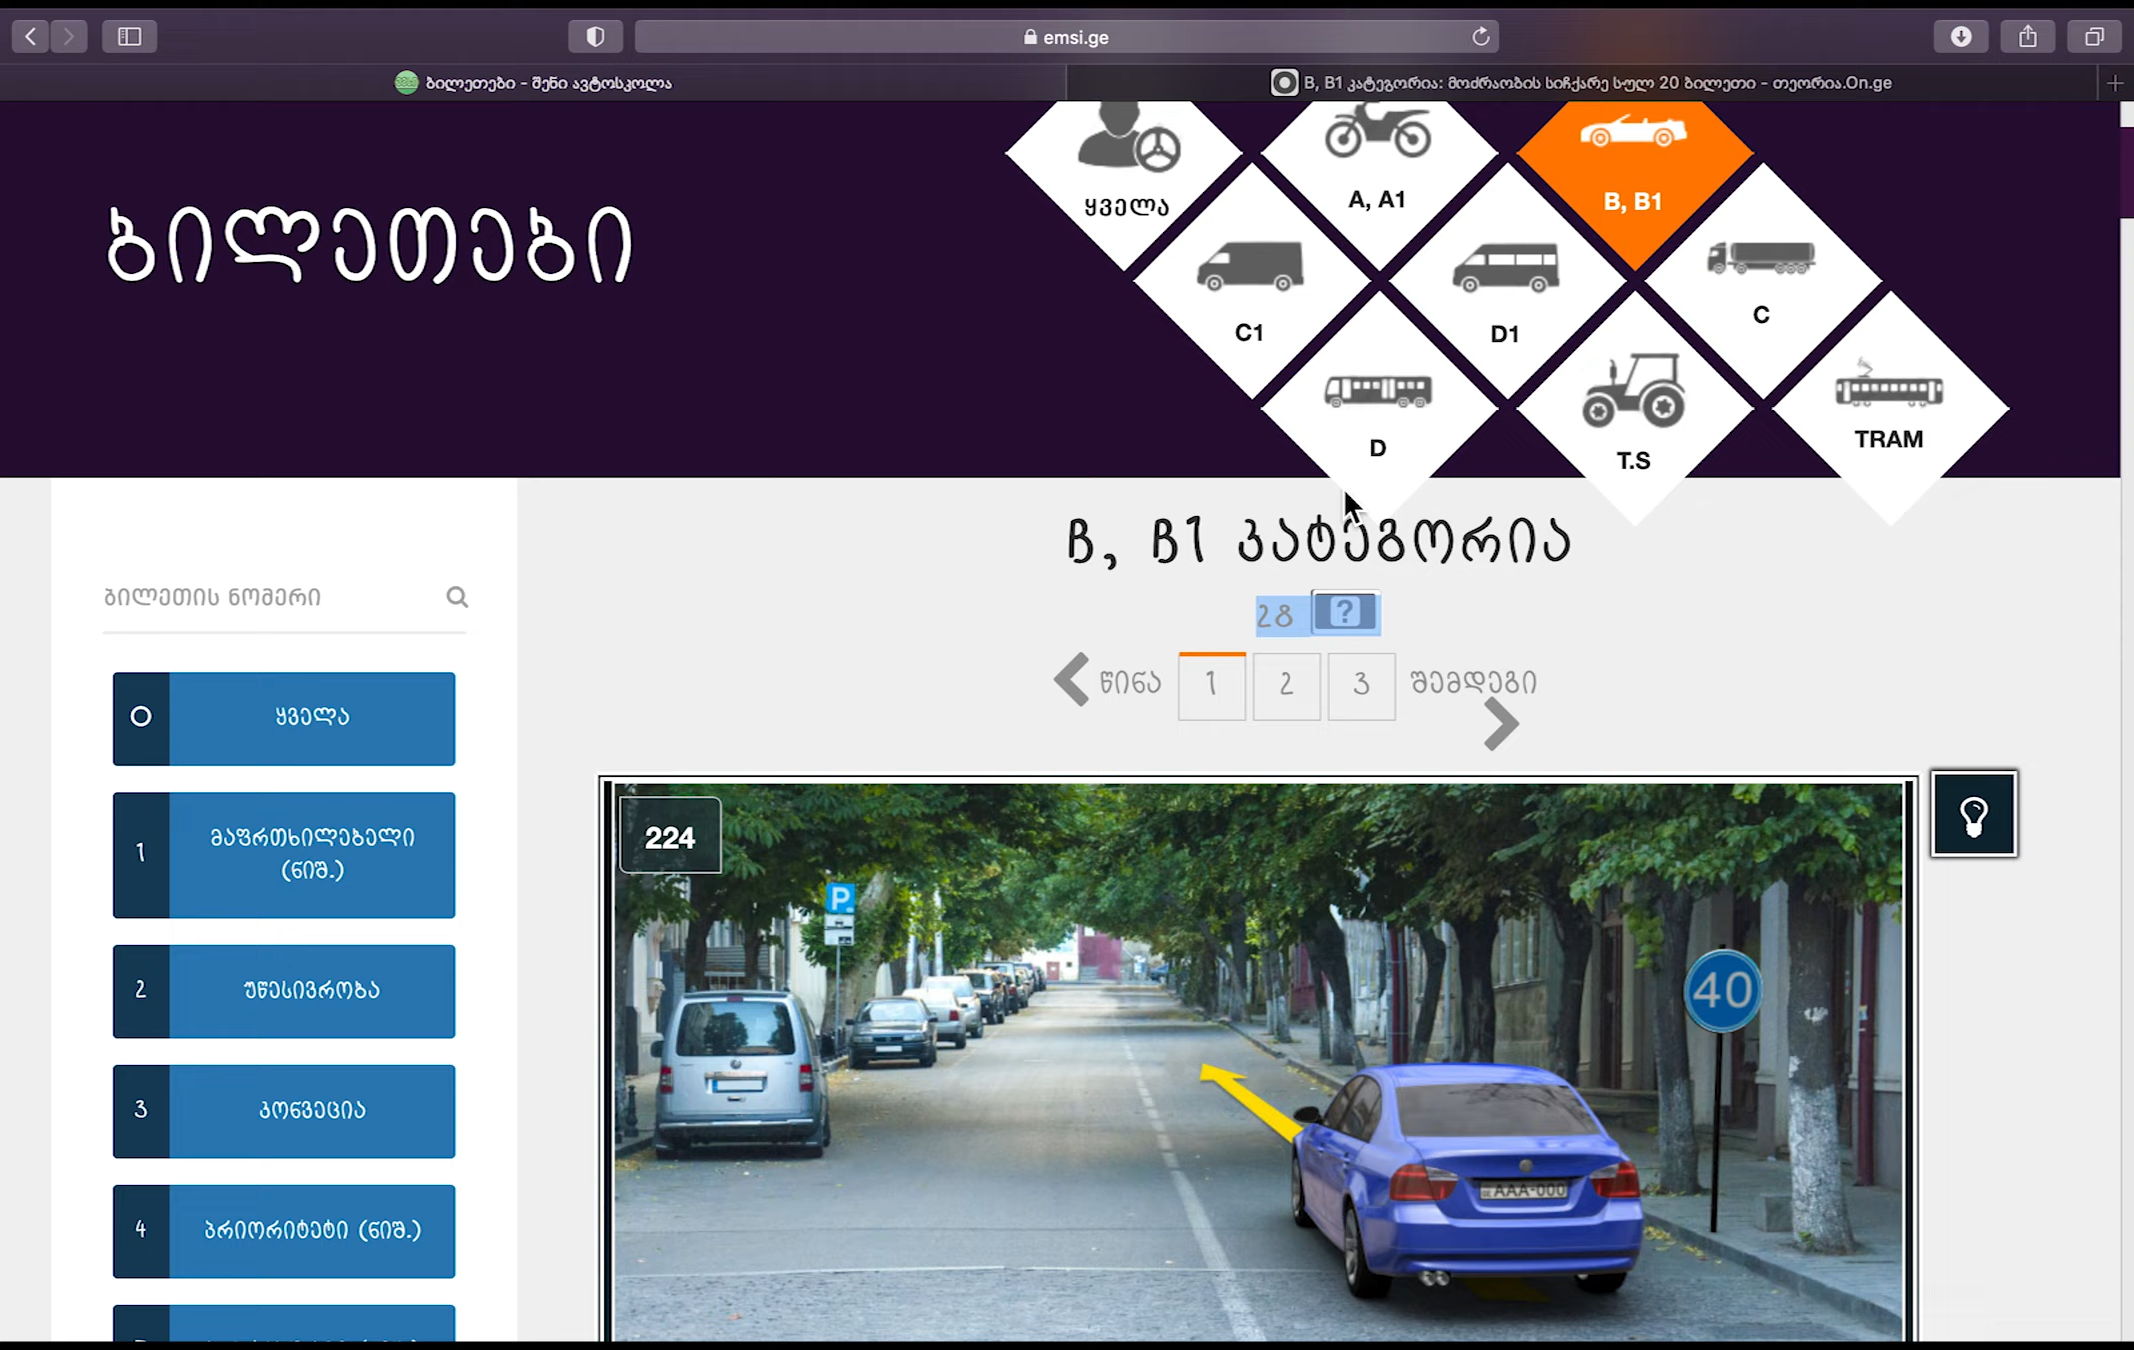 emsi.ge
ბილეთები - შენი ავტოსკოლა
B, B1 კატეგორია: მოძრაობის სიჩქარე სულ 20 ბილეთი - თეორია.On.ge
ბილეთები
ყველა
A, A1
B, B1
C1
D1
C
D
T.S
TRAM
ბილეთის ნომერი
B, B1 კატეგორია
28 ?
წინა 1 2 3 შემდეგი
0 ყველა
1 მაფრთხილებელი (ნიშ.)
2 უწესივრობა
3 კონვეცია
4 პრიორიტეტი (ნიშ.)
224
P
40
AAA-000